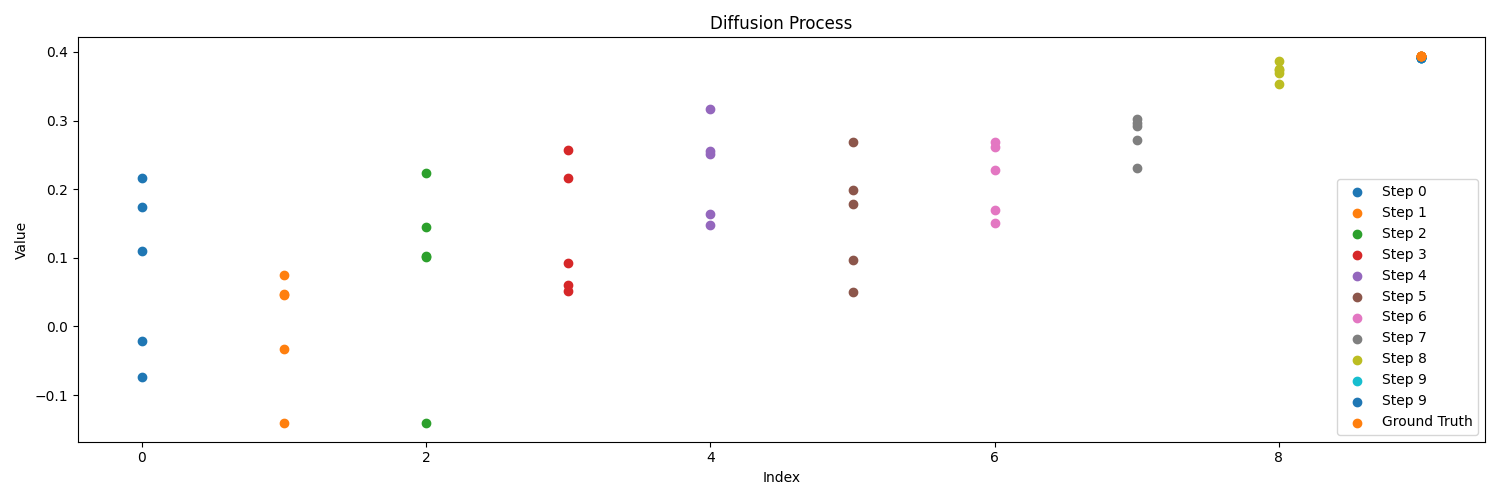 Diffusion Process
Value
0.4
0.3
0.2
0.1
0.0
−0.1
0
2
4
6
8
Index
Step 0
Step 1
Step 2
Step 3
Step 4
Step 5
Step 6
Step 7
Step 8
Step 9
Step 9
Ground Truth